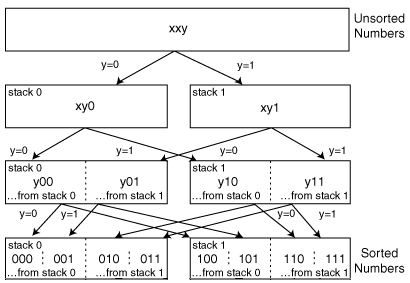 xxy
Unsorted
Numbers
y=0
y=1
stack 0
xy0
stack 1
xy1
y=0
y=1
y=0
y=1
stack 0
y00
y01
...from stack 0
...from stack 1
stack 1
y10
y11
...from stack 0
...from stack 1
y=0
y=1
y=0
y=1
stack 0
000
001
010
011
...from stack 0
...from stack 1
stack 1
100
101
110
111
...from stack 0
...from stack 1
Sorted
Numbers